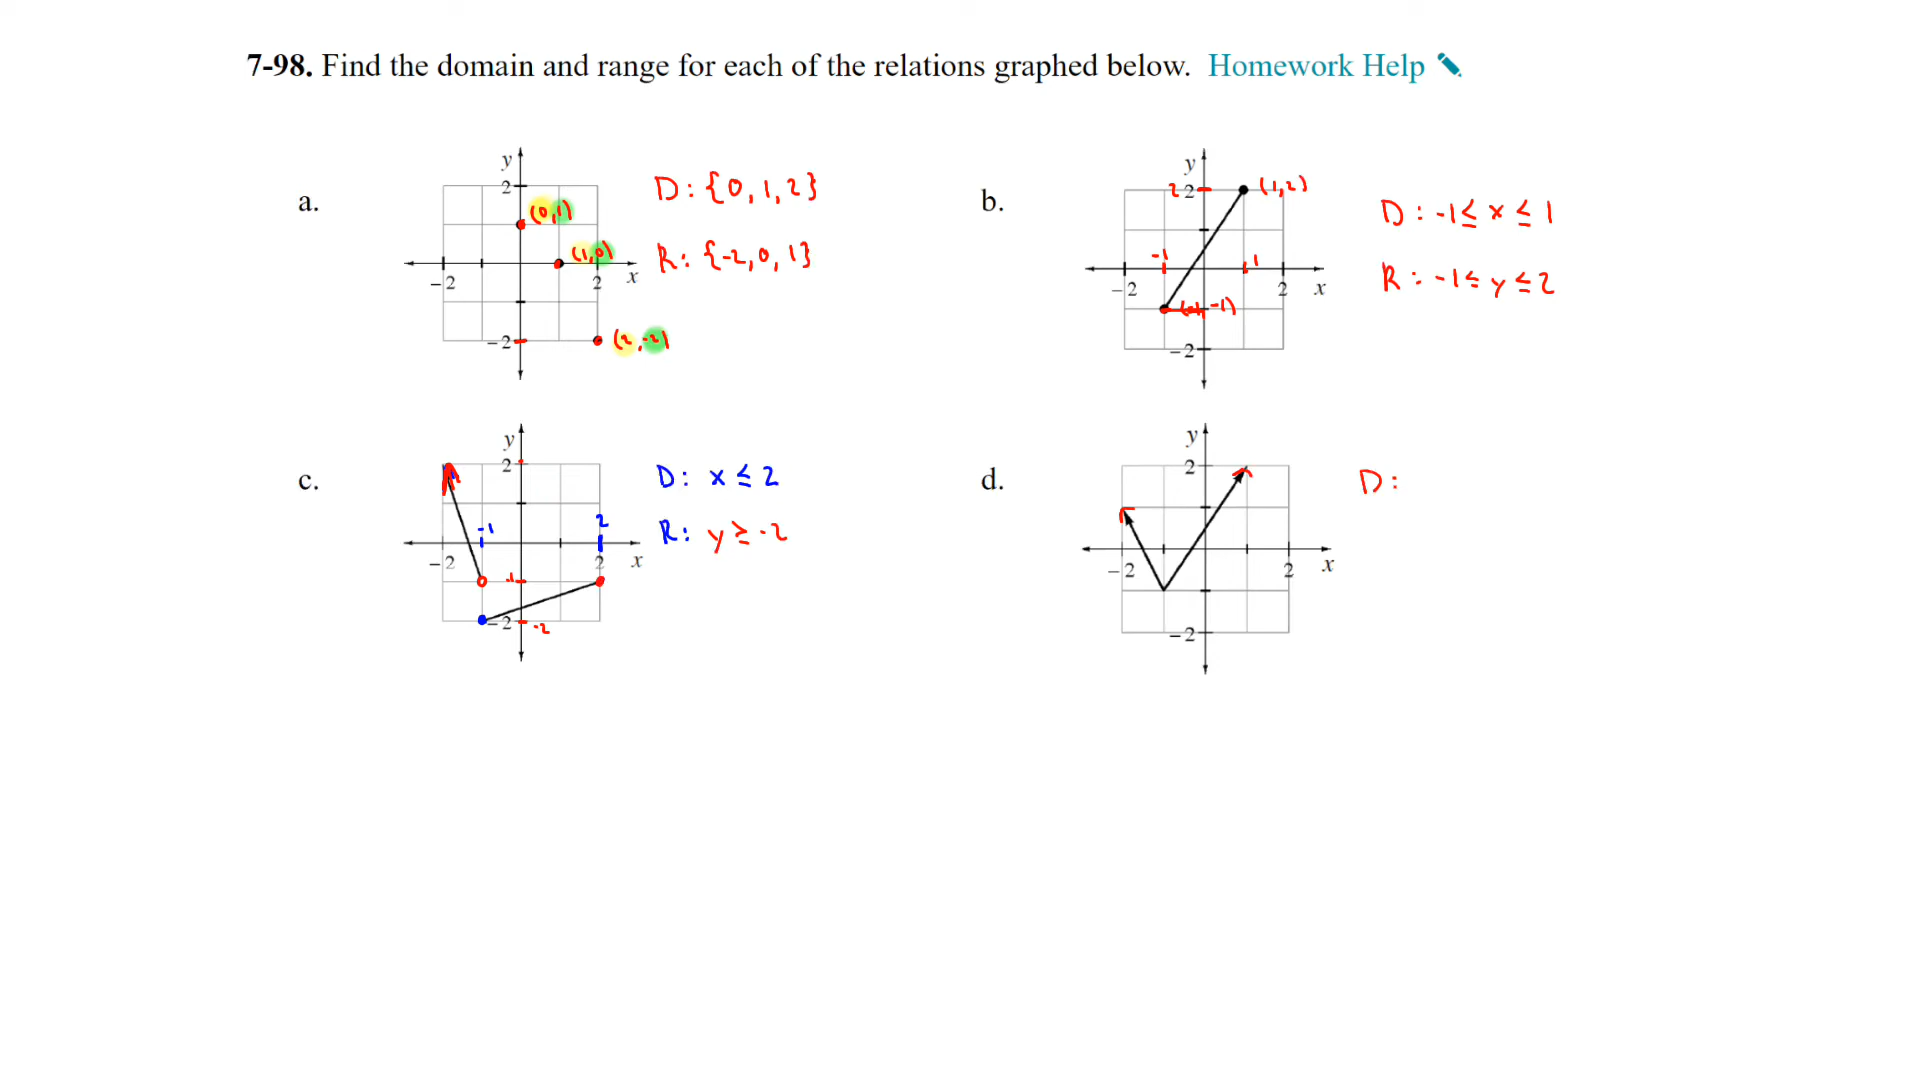 7-98. Find the domain and range for each of the relations graphed below. Homework Help
a.
y
2
(0,1)
(1,0)
-2
2
x
-2
(2,-2)
D: {0, 1, 2}
R: {-2, 0, 1}
b.
y
2 2
(1,2)
-1
1
-2
2
x
-1)
-2
D: -1 ≤ x ≤ 1
R: -1 ≤ y ≤ 2
c.
y
2
-1
2
-2
2
x
-1
-2
-2
D: x ≤ 2
R: y ≥ -2
d.
y
2
-2
2
x
-2
D: